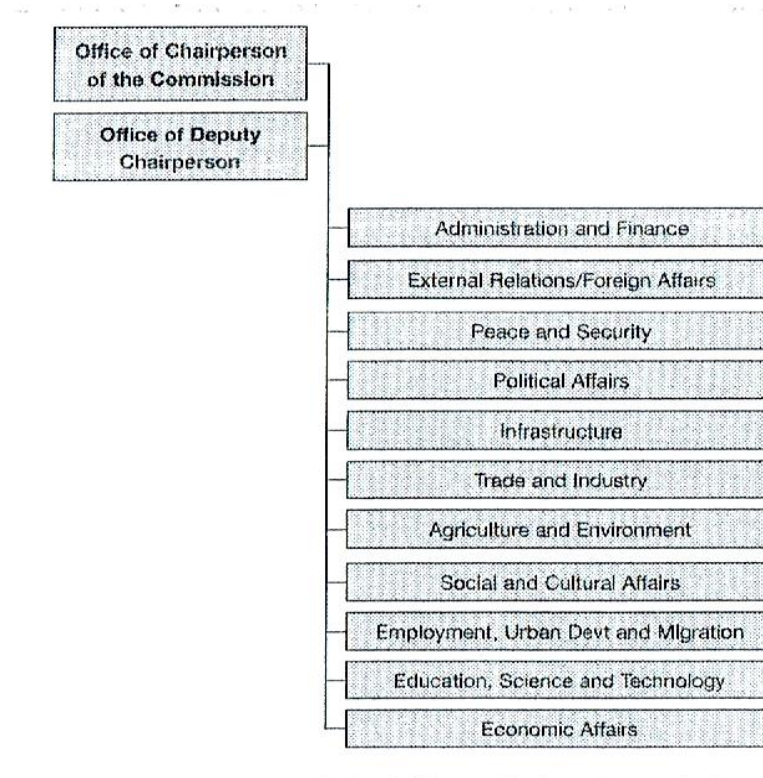 Office of Chairperson
of the Commission
Office of Deputy
Chairperson
Administration and Finance
External Relations/Foreign Affairs
Peace and Security
Political Affairs
Infrastructure
Trade and Industry
Agriculture and Environment
Social and Cultural Affairs
Employment, Urban Devt and MIgration
Education, Science and Technology
Economic Affairs